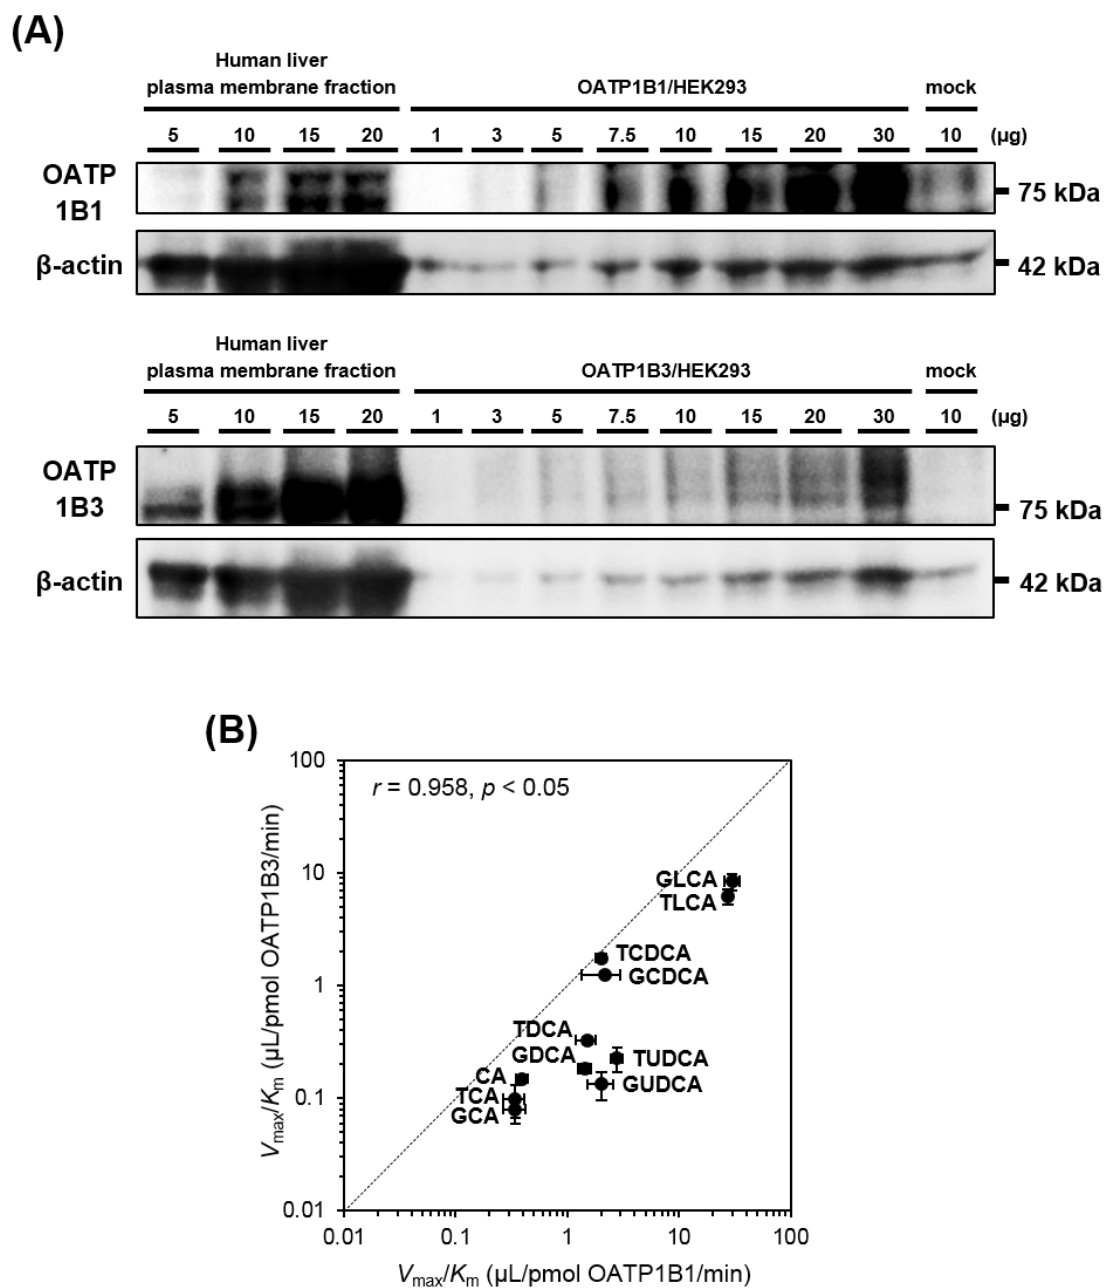 (A)
Human liver
plasma membrane fraction
OATP1B1/HEK293
mock
5 10 15 20 1 3 5 7.5 10 15 20 30 10 (µg)
OATP
1B1
75 kDa
β-actin
42 kDa
Human liver
plasma membrane fraction
OATP1B3/HEK293
mock
5 10 15 20 1 3 5 7.5 10 15 20 30 10 (µg)
OATP
1B3
75 kDa
β-actin
42 kDa
(B)
r = 0.958, p < 0.05
Vmax/Km (µL/pmol OATP1B3/min)
100
10
1
0.1
0.01
GLCA
TLCA
TCDCA
GCDCA
TDCA
GDCA
TUDCA
CA
GUDCA
TCA
GCA
0.01 0.1 1 10 100
Vmax/Km (µL/pmol OATP1B1/min)